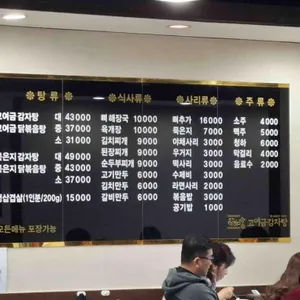 탕 류
고여금 감자탕 대 43000
여금 닭볶음탕 중 37000
소 31000
묵은지 감자탕 대 49000
은지 닭볶음탕 중 43000
소 37000
생삼겹살(1인분/200g) 15000
모든메뉴 포장가능
식사류
뼈해장국 10000
육개장 10000
김치찌개 9000
된장찌개 9000
순두부찌개 9000
고기만두 6000
김치만두 6000
갈비만두 6000
사리류
뼈추가 16000
묵은지 7000
야채사리 3000
우거지 3000
떡사리 3000
수제비 3000
라면사리 2000
볶음밥 3000
공기밥 1000
주 류
소주 4000
맥주 5000
청하 6000
막걸리 4000
음료수 2000
고여금감자탕